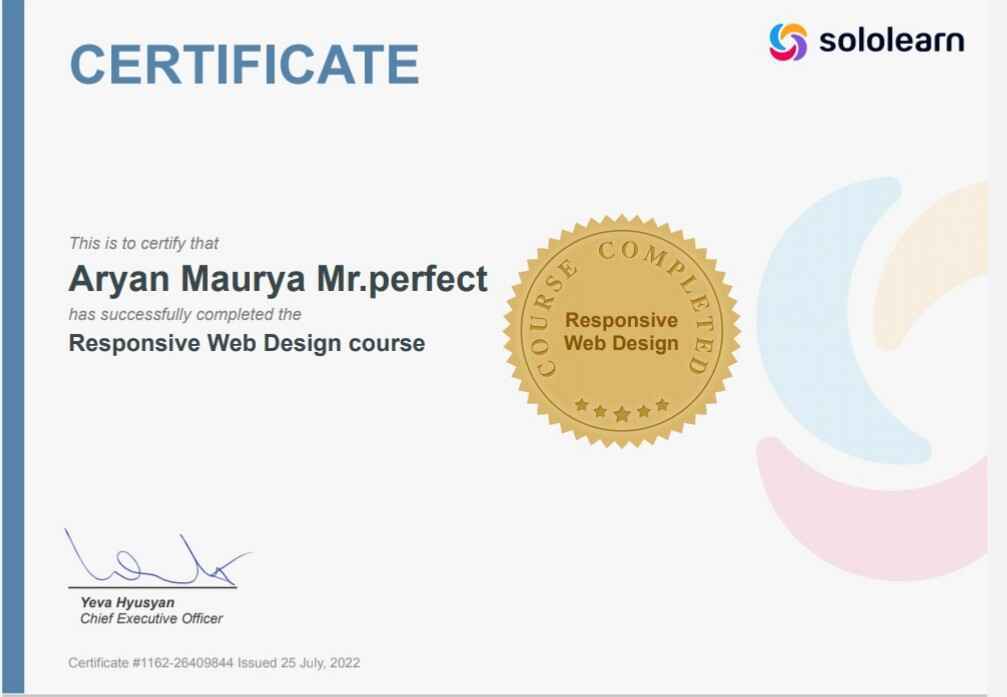 CERTIFICATE
sololearn
This is to certify that
Aryan Maurya Mr.perfect
has successfully completed the
Responsive Web Design course
COURSE COMPLETED
Responsive
Web Design
Yeva Hyusyan
Chief Executive Officer
Certificate #1162-26409844 Issued 25 July, 2022